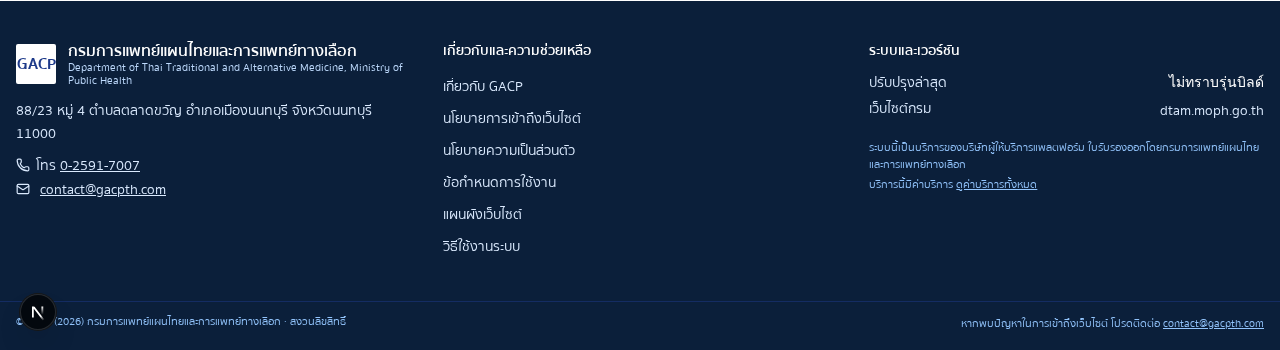 GACP
กรมการแพทย์แผนไทยและการแพทย์ทางเลือก
Department of Thai Traditional and Alternative Medicine, Ministry of
Public Health
88/23 หมู่ 4 ตำบลตลาดขวัญ อำเภอเมืองนนทบุรี จังหวัดนนทบุรี
11000
โทร 0-2591-7007
contact@gacpth.com
เกี่ยวกับและความช่วยเหลือ
เกี่ยวกับ GACP
นโยบายการเข้าถึงเว็บไซต์
นโยบายความเป็นส่วนตัว
ข้อกำหนดการใช้งาน
แผนผังเว็บไซต์
วิธีใช้งานระบบ
ระบบและเวอร์ชัน
ปรับปรุงล่าสุด ไม่ทราบรุ่นบิลด์
เว็บไซต์กรม dtam.moph.go.th
ระบบนี้เป็นบริการของบริษัทผู้ให้บริการแพลตฟอร์ม ใบรับรองออกโดยกรมการแพทย์แผนไทย
และการแพทย์ทางเลือก
บริการนี้มีค่าบริการ ดูค่าบริการทั้งหมด
N
© (2026) กรมการแพทย์แผนไทยและการแพทย์ทางเลือก · สงวนลิขสิทธิ์
หากพบปัญหาในการเข้าถึงเว็บไซต์ โปรดติดต่อ contact@gacpth.com